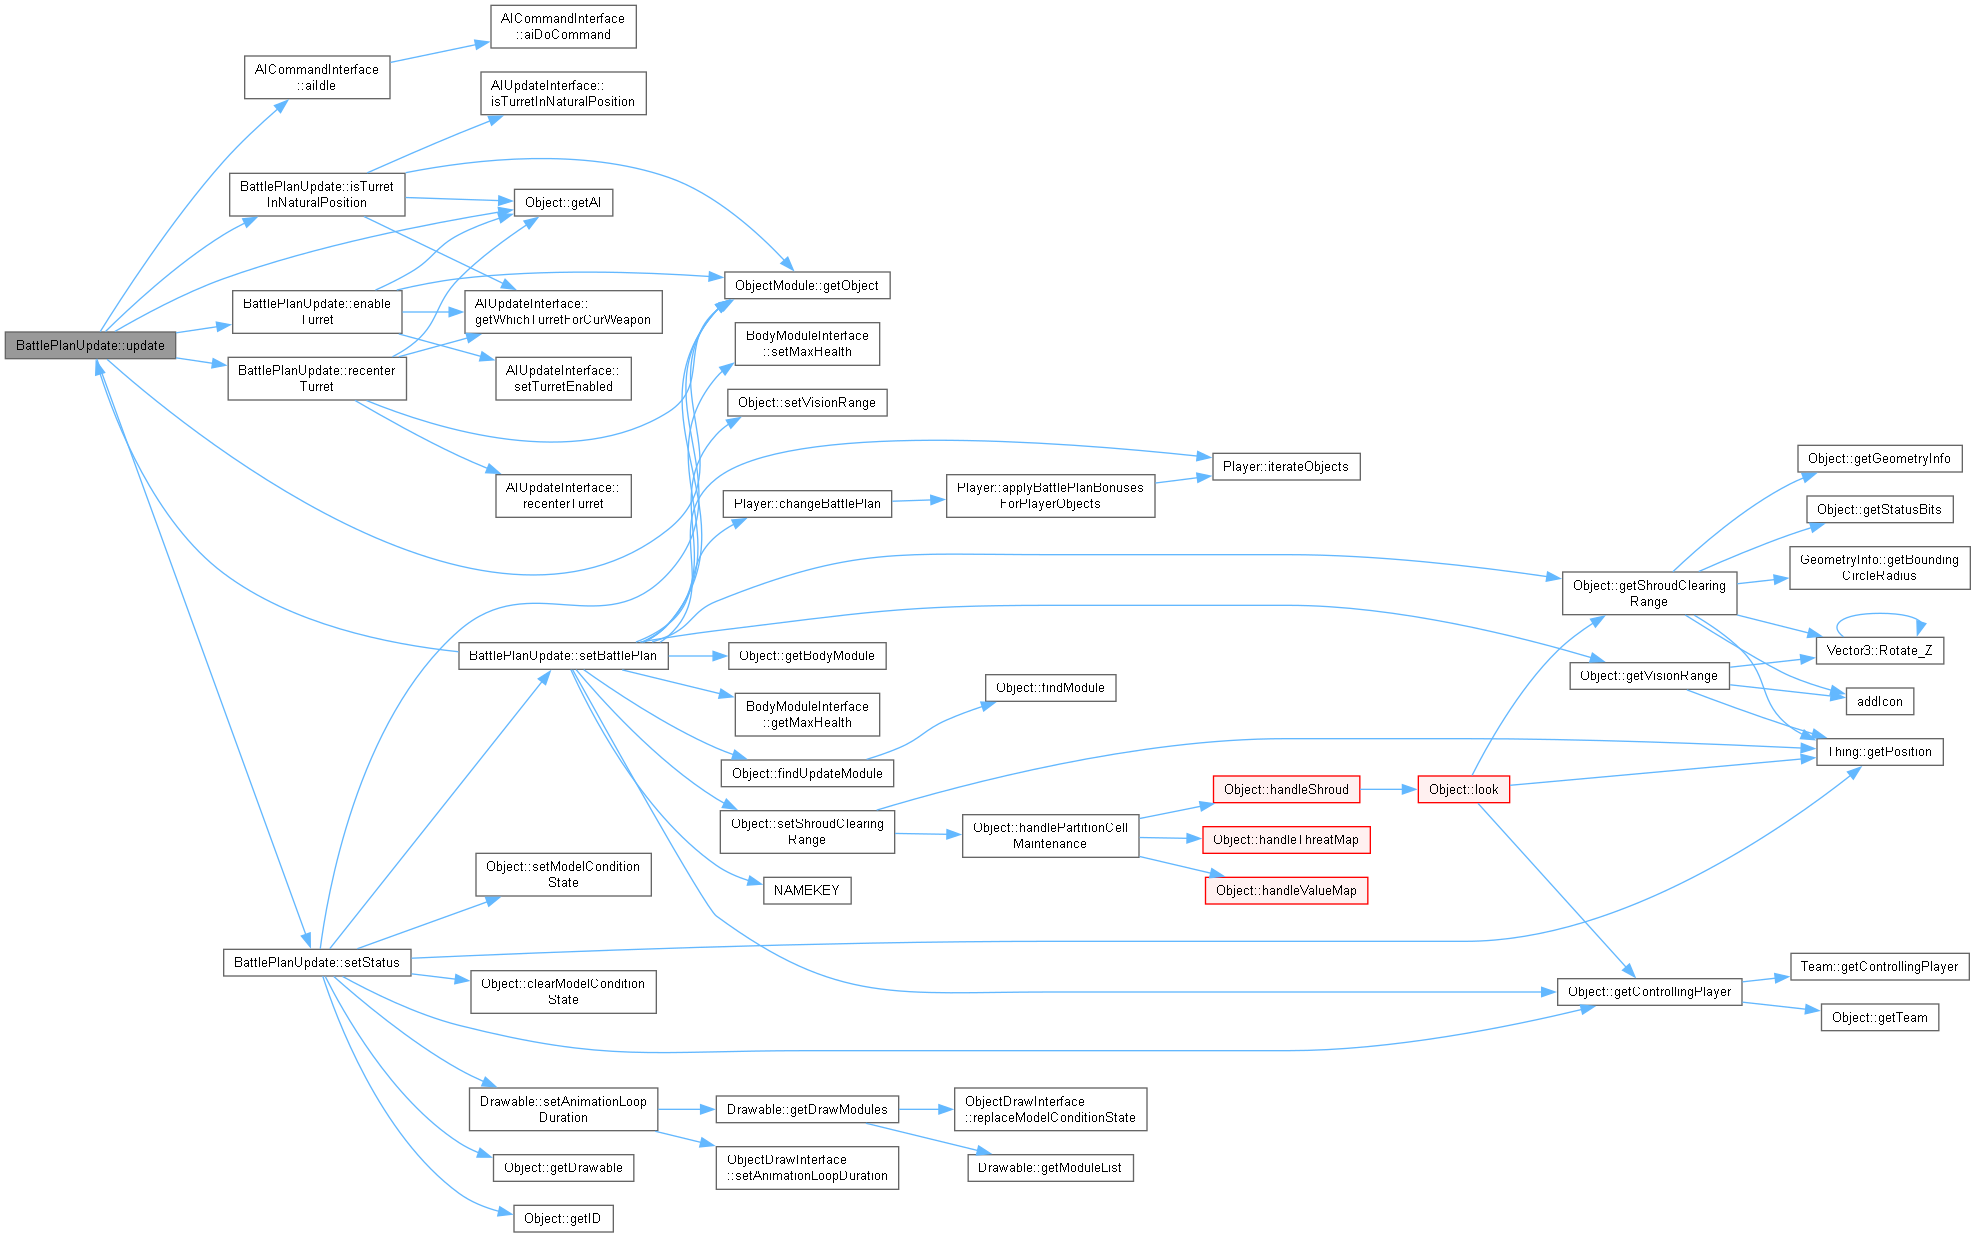 AICommandInterface
::aiDoCommand
AICommandInterface
::aiIdle
AIUpdateInterface::
isTurretInNaturalPosition
BattlePlanUpdate::isTurret
InNaturalPosition
Object::getAI
BattlePlanUpdate::enable
Turret
AIUpdateInterface::
getWhichTurretForCurWeapon
ObjectModule::getObject
BattlePlanUpdate::update
BattlePlanUpdate::recenter
Turret
AIUpdateInterface::
setTurretEnabled
BodyModuleInterface
::setMaxHealth
Object::setVisionRange
AIUpdateInterface::
recenterTurret
Player::changeBattlePlan
Player::applyBattlePlanBonuses
ForPlayerObjects
Player::iterateObjects
Object::getGeometryInfo
Object::getStatusBits
GeometryInfo::getBounding
CircleRadius
Object::getShroudClearing
Range
Vector3::Rotate_Z
BattlePlanUpdate::setBattlePlan
Object::getBodyModule
Object::getVisionRange
addIcon
BodyModuleInterface
::getMaxHealth
Object::findModule
Object::findUpdateModule
Thing::getPosition
Object::setShroudClearing
Range
Object::handlePartitionCell
Maintenance
Object::handleShroud
Object::look
Object::handleThreatMap
Object::handleValueMap
NAMEKEY
Object::setModelCondition
State
BattlePlanUpdate::setStatus
Object::clearModelCondition
State
Object::getControllingPlayer
Team::getControllingPlayer
Object::getTeam
Drawable::setAnimationLoop
Duration
Drawable::getDrawModules
ObjectDrawInterface
::replaceModelConditionState
Object::getDrawable
ObjectDrawInterface
::setAnimationLoopDuration
Drawable::getModuleList
Object::getID